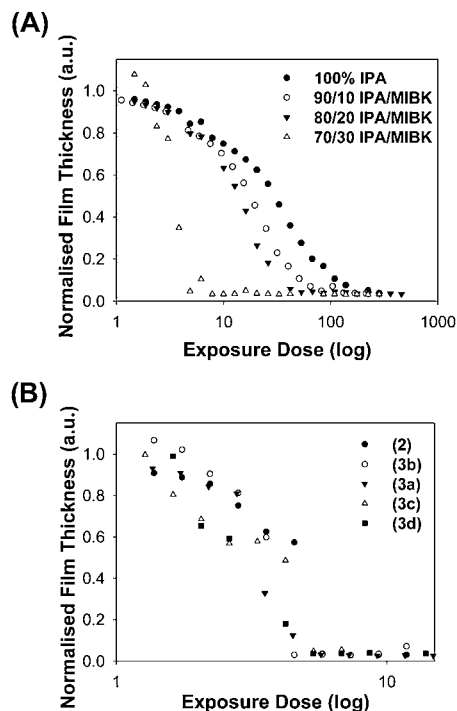 (A)
Normalised Film Thickness (a.u.)
1.0
0.8
0.6
0.4
0.2
0.0
100% IPA
90/10 IPA/MIBK
80/20 IPA/MIBK
70/30 IPA/MIBK
1 10 100 1000
Exposure Dose (log)
(B)
Normalised Film Thickness (a.u.)
1.0
0.8
0.6
0.4
0.2
0.0
(2)
(3b)
(3a)
(3c)
(3d)
1 10
Exposure Dose (log)